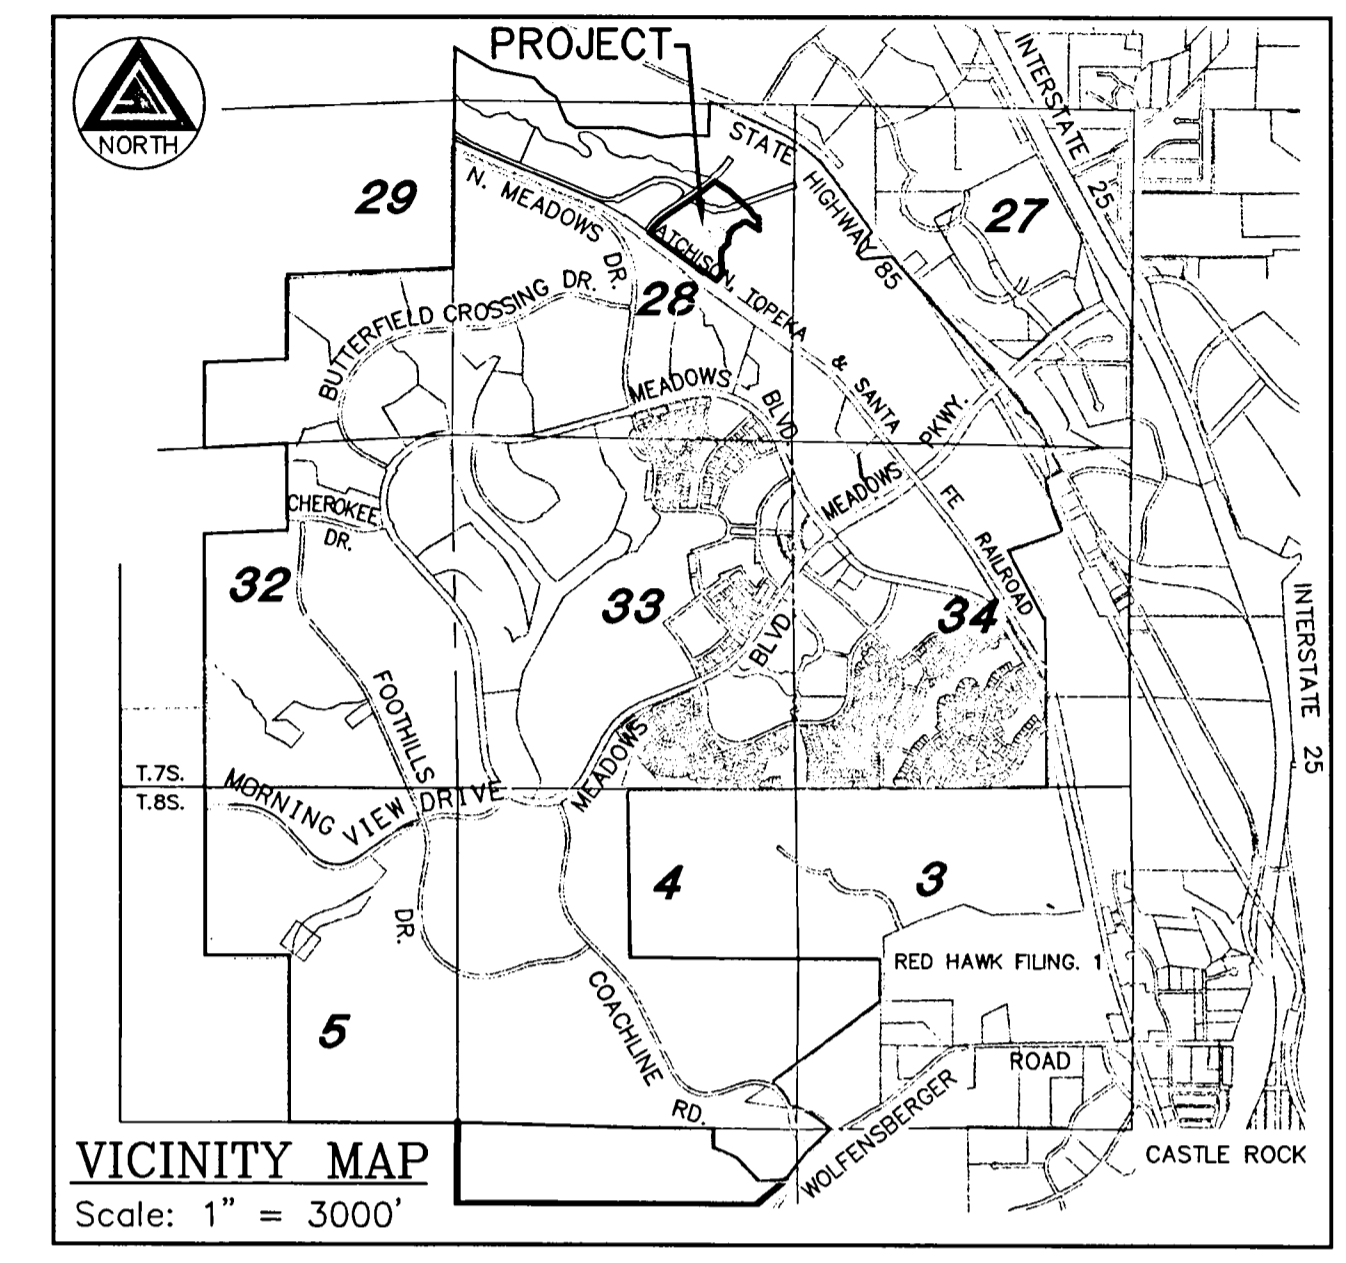 PROJECT
NORTH
INTERSTATE 25
STATE HIGHWAY 85
29
N. MEADOWS DR.
27
ATCHISON, TOPEKA & SANTA FE RAILROAD
28
BUTTERFIELD CROSSING DR.
MEADOWS BLVD.
MEADOWS PKWY.
CHEROKEE
DR.
32
33
34
MEADOWS BLVD.
INTERSTATE 25
FOOTHILLS DR.
T.7S.
T.8S.
MORNING VIEW DRIVE
4
3
RED HAWK FILING. 1
5
COACHLINE RD.
WOLFENSBERGER ROAD
CASTLE ROCK
VICINITY MAP
Scale: 1" = 3000'